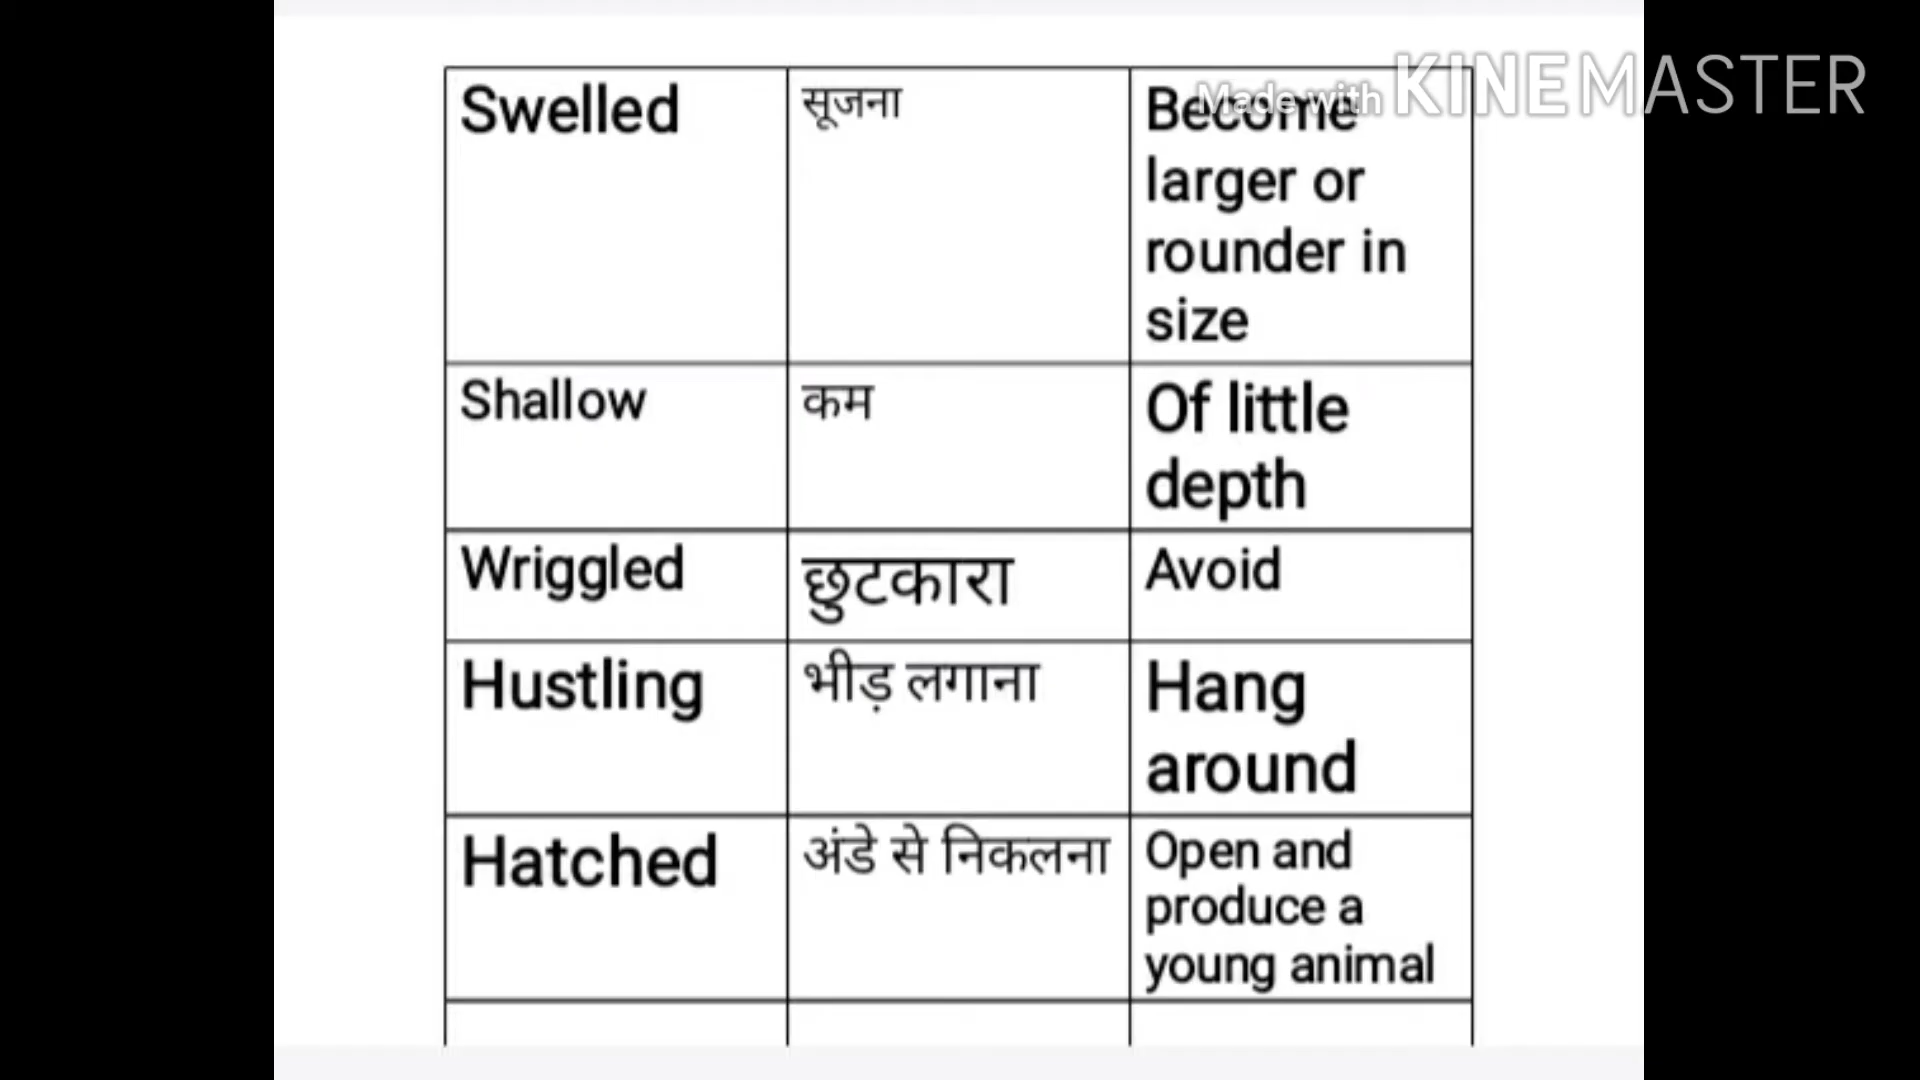 Made with KINEMASTER
Swelled
सूजना
Become
larger or
rounder in
size
Shallow
कम
Of little
depth
Wriggled
छुटकारा
Avoid
Hustling
भीड़ लगाना
Hang
around
Hatched
अंडे से निकलना
Open and
produce a
young animal